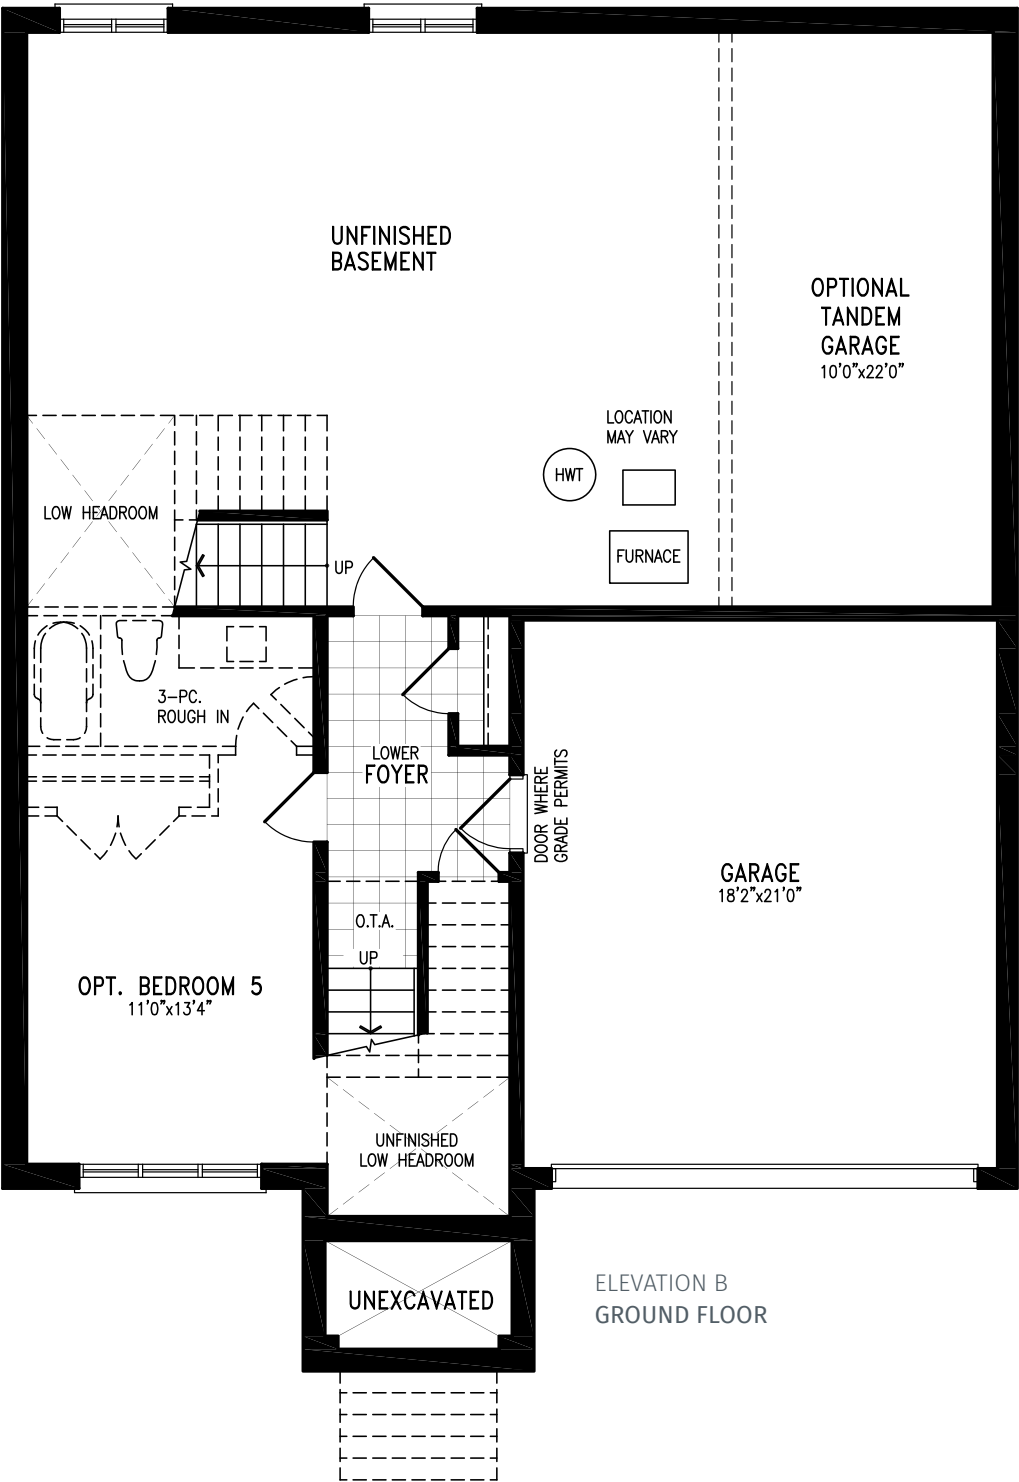 UNFINISHED
BASEMENT
OPTIONAL
TANDEM
GARAGE
10'0"x22'0"
LOCATION
MAY VARY
HWT
FURNACE
LOW HEADROOM
UP
3-PC.
ROUGH IN
LOWER
FOYER
DOOR WHERE
GRADE PERMITS
GARAGE
18'2"x21'0"
O.T.A.
UP
OPT. BEDROOM 5
11'0"x13'4"
UNFINISHED
LOW HEADROOM
UNEXCAVATED
ELEVATION B
GROUND FLOOR